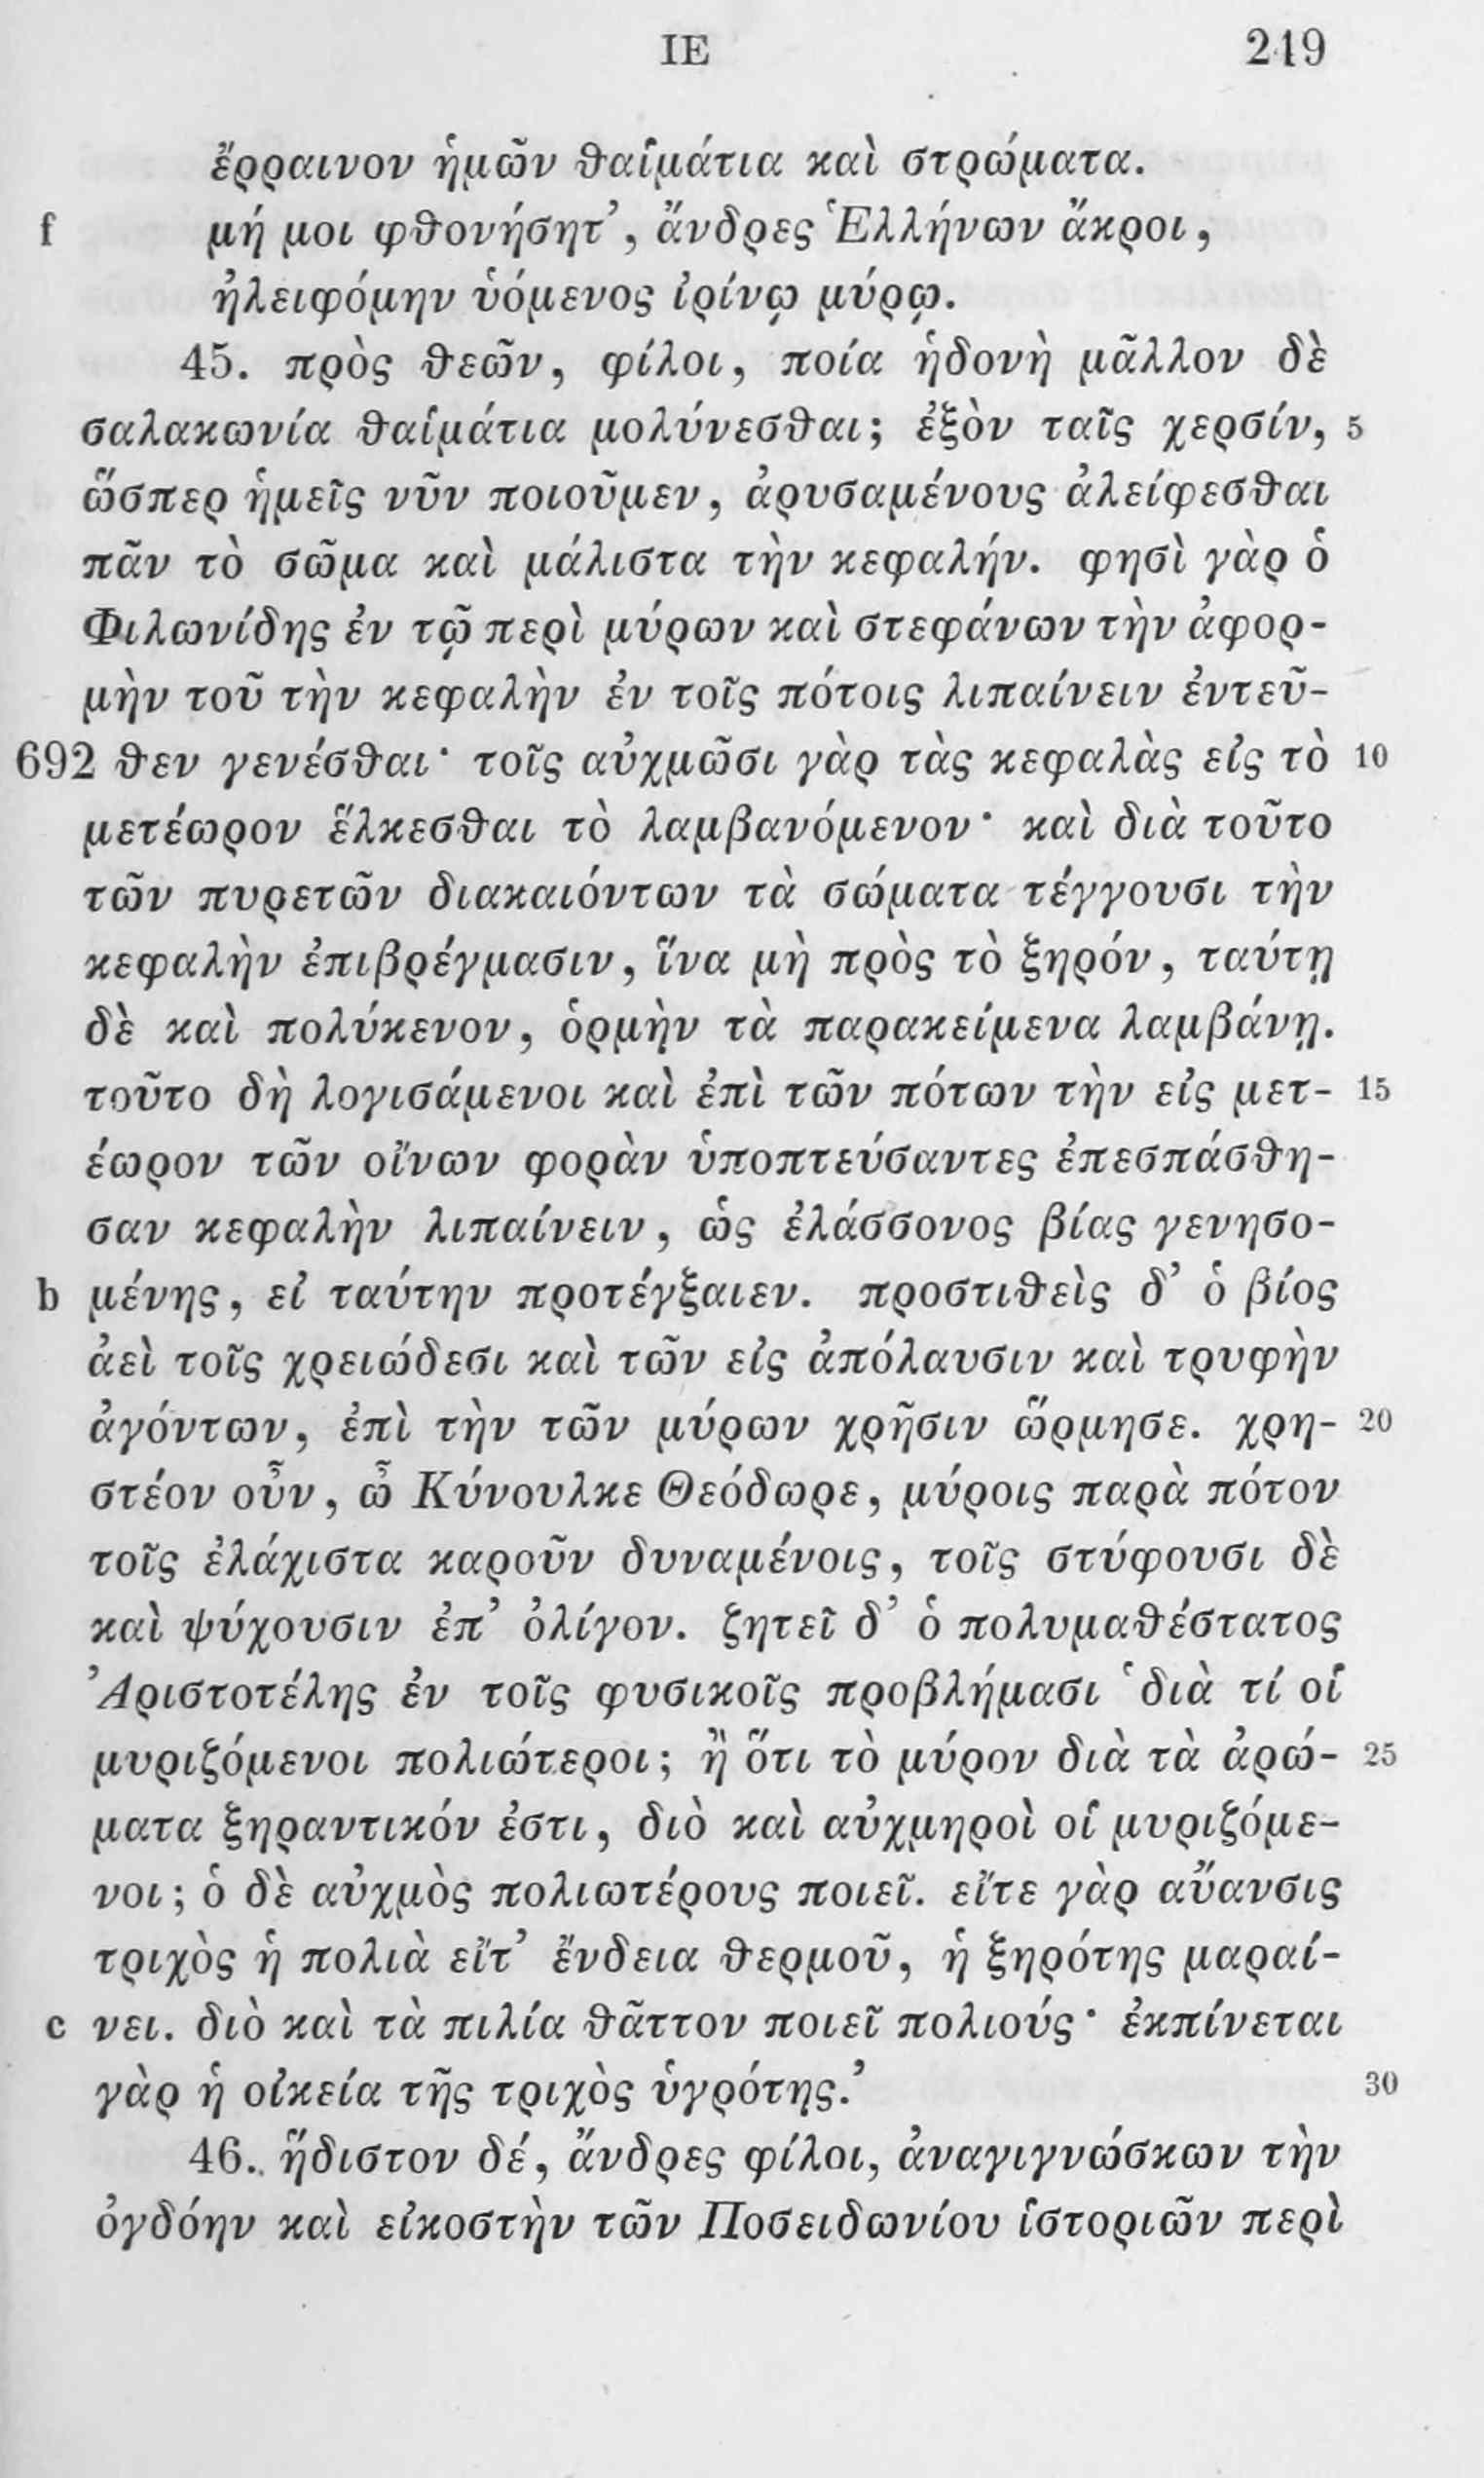 ΙΕ 219
ἔρραινον ἡμῶν θαἰμάτια καὶ στρώματα.
f μή μοι φθονήσητ’, ἄνδρες Ἑλλήνων ἄκροι,
ἠλειφόμην ὑόμενος ἰρίνῳ μύρῳ.
45. πρὸς θεῶν, φίλοι, ποία ἡδονὴ μᾶλλον δὲ
σαλακωνία θαἰμάτια μολύνεσθαι; ἐξὸν ταῖς χερσίν, 5
ὥσπερ ἡμεῖς νῦν ποιοῦμεν, ἀρυσαμένους ἀλείφεσθαι
πᾶν τὸ σῶμα καὶ μάλιστα τὴν κεφαλήν. φησὶ γὰρ ὁ
Φιλωνίδης ἐν τῷ περὶ μύρων καὶ στεφάνων τὴν ἀφορ-
μὴν τοῦ τὴν κεφαλὴν ἐν τοῖς πότοις λιπαίνειν ἐντεῦ-
692 θεν γενέσθαι· τοῖς αὐχμῶσι γὰρ τὰς κεφαλὰς εἰς τὸ 10
μετέωρον ἕλκεσθαι τὸ λαμβανόμενον· καὶ διὰ τοῦτο
τῶν πυρετῶν διακαιόντων τὰ σώματα τέγγουσι τὴν
κεφαλὴν ἐπιβρέγμασιν, ἵνα μὴ πρὸς τὸ ξηρόν, ταύτῃ
δὲ καὶ πολύκενον, ὁρμὴν τὰ παρακείμενα λαμβάνῃ.
τοῦτο δὴ λογισάμενοι καὶ ἐπὶ τῶν πότων τὴν εἰς μετ- 15
έωρον τῶν οἴνων φορὰν ὑποπτεύσαντες ἐπεσπάσθη-
σαν κεφαλὴν λιπαίνειν, ὡς ἐλάσσονος βίας γενησο-
b μένης, εἰ ταύτην προτέγξαιεν. προστιθεὶς δ’ ὁ βίος
ἀεὶ τοῖς χρειώδεσι καὶ τῶν εἰς ἀπόλαυσιν καὶ τρυφὴν
ἀγόντων, ἐπὶ τὴν τῶν μύρων χρῆσιν ὥρμησε. χρη- 20
στέον οὖν, ὦ Κύνουλκε Θεόδωρε, μύροις παρὰ πότον
τοῖς ἐλάχιστα καροῦν δυναμένοις, τοῖς στύφουσι δὲ
καὶ ψύχουσιν ἐπ’ ὀλίγον. ζητεῖ δ’ ὁ πολυμαθέστατος
Ἀριστοτέλης ἐν τοῖς φυσικοῖς προβλήμασι ‘διὰ τί οἱ
μυριζόμενοι πολιώτεροι; ἢ ὅτι τὸ μύρον διὰ τὰ ἀρώ- 25
ματα ξηραντικόν ἐστι, διὸ καὶ αὐχμηροὶ οἱ μυριζόμε-
νοι; ὁ δὲ αὐχμὸς πολιωτέρους ποιεῖ. εἴτε γὰρ αὔανσις
τριχὸς ἡ πολιὰ εἴτ’ ἔνδεια θερμοῦ, ἡ ξηρότης μαραί-
c νει. διὸ καὶ τὰ πιλία θᾶττον ποιεῖ πολιούς· ἐκπίνεται
γὰρ ἡ οἰκεία τῆς τριχὸς ὑγρότης.’ 30
46. ἥδιστον δέ, ἄνδρες φίλοι, ἀναγιγνώσκων τὴν
ὀγδόην καὶ εἰκοστὴν τῶν Ποσειδωνίου ἱστοριῶν περὶ